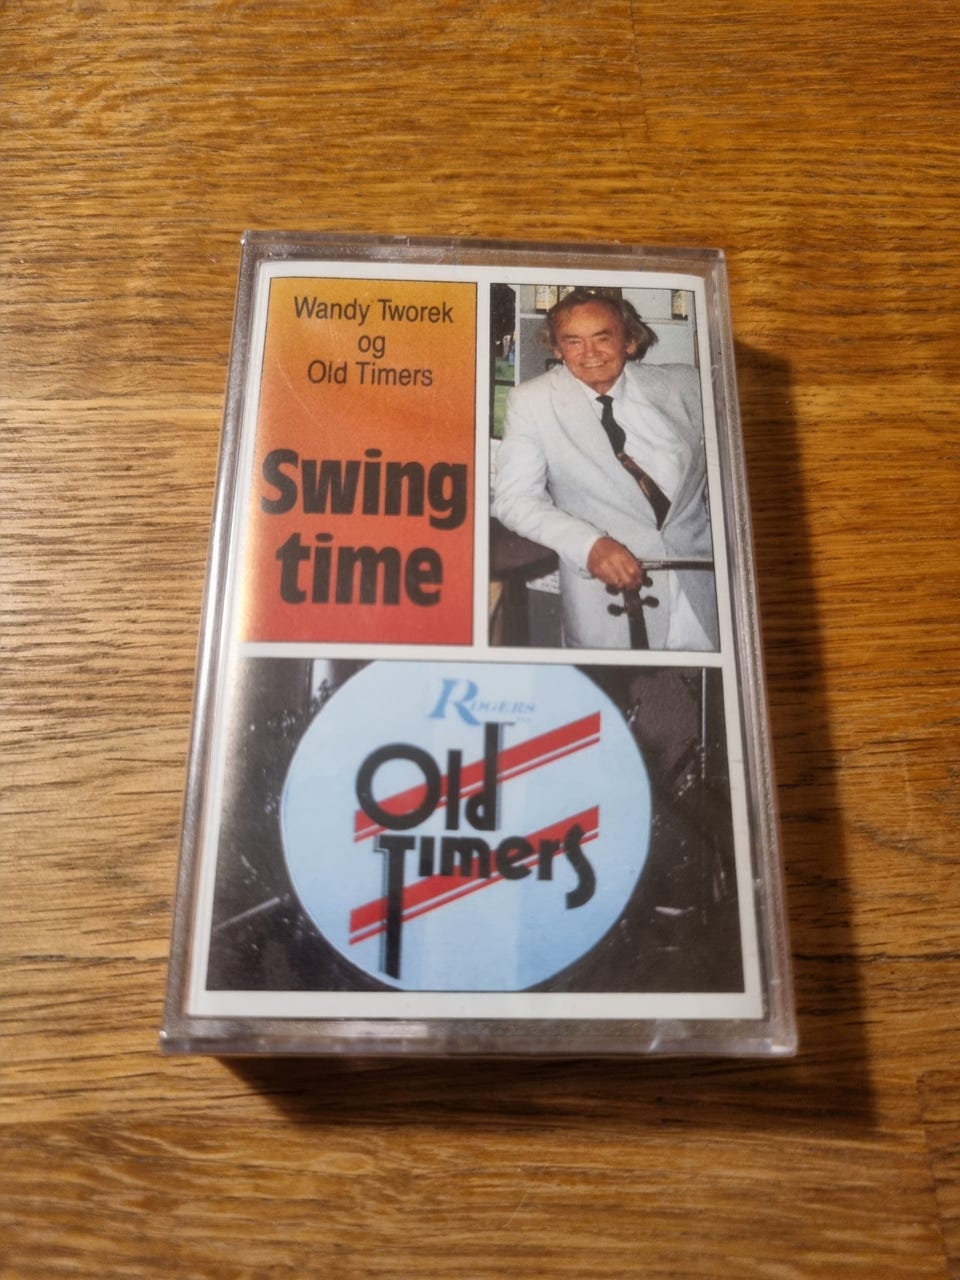 Wandy Tworek
og
Old Timers
Swing
time
ROGERS
Old
Timers